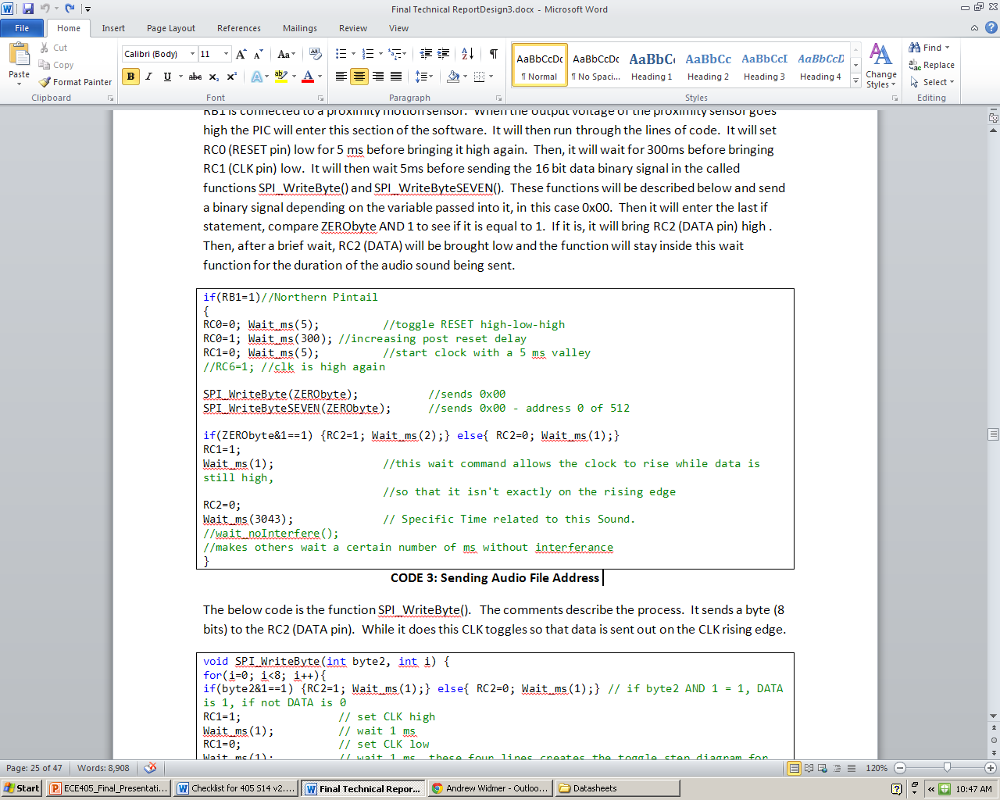 Final Technical ReportDesign3.docx - Microsoft Word
File Home Insert Page Layout References Mailings Review View
Paste
Cut
Copy
Format Painter
Clipboard
Calibri (Body) 11
B I U abc x₂ x²
Font
Paragraph
AaBbCcDc AaBbCcDc AaBbCc AaBbCc AaBbCcI AaBbCcD
¶ Normal ¶ No Spaci... Heading 1 Heading 2 Heading 3 Heading 4
Styles
Change Styles
Find
Replace
Select
Editing
RB1 is connected to a proximity motion sensor. When the output voltage of the proximity sensor goes
high the PIC will enter this section of the software. It will then run through the lines of code. It will set
RC0 (RESET pin) low for 5 ms before bringing it high again. Then, it will wait for 300ms before bringing
RC1 (CLK pin) low. It will then wait 5ms before sending the 16 bit data binary signal in the called
functions SPI_WriteByte() and SPI_WriteByteSEVEN(). These functions will be described below and send
a binary signal depending on the variable passed into it, in this case 0x00. Then it will enter the last if
statement, compare ZERObyte AND 1 to see if it is equal to 1. If it is, it will bring RC2 (DATA pin) high .
Then, after a brief wait, RC2 (DATA) will be brought low and the function will stay inside this wait
function for the duration of the audio sound being sent.
if(RB1=1)//Northern Pintail
{
RC0=0; Wait_ms(5); //toggle RESET high-low-high
RC0=1; Wait_ms(300); //increasing post reset delay
RC1=0; Wait_ms(5); //start clock with a 5 ms valley
//RC6=1; //clk is high again
SPI_WriteByte(ZERObyte); //sends 0x00
SPI_WriteByteSEVEN(ZERObyte); //sends 0x00 - address 0 of 512
if(ZERObyte&1==1) {RC2=1; Wait_ms(2);} else{ RC2=0; Wait_ms(1);}
RC1=1;
Wait_ms(1); //this wait command allows the clock to rise while data is
still high,
//so that it isn't exactly on the rising edge
RC2=0;
Wait_ms(3043); // Specific Time related to this Sound.
//wait_noInterfere();
//makes others wait a certain number of ms without interferance
}
CODE 3: Sending Audio File Address
The below code is the function SPI_WriteByte(). The comments describe the process. It sends a byte (8
bits) to the RC2 (DATA pin). While it does this CLK toggles so that data is sent out on the CLK rising edge.
void SPI_WriteByte(int byte2, int i) {
for(i=0; i<8; i++){
if(byte2&1==1) {RC2=1; Wait_ms(1);} else{ RC2=0; Wait_ms(1);} // if byte2 AND 1 = 1, DATA
is 1, if not DATA is 0
RC1=1; // set CLK high
Wait_ms(1); // wait 1 ms
RC1=0; // set CLK low
Wait_ms(1); // wait 1 ms, these four lines creates the toggle step diagram for
Page: 25 of 47 Words: 8,908 120%
Start ECE405_Final_Presentati... Checklist for 405 S14 v2.... Final Technical Repor... Andrew Widmer - Outloo... Datasheets 10:47 AM